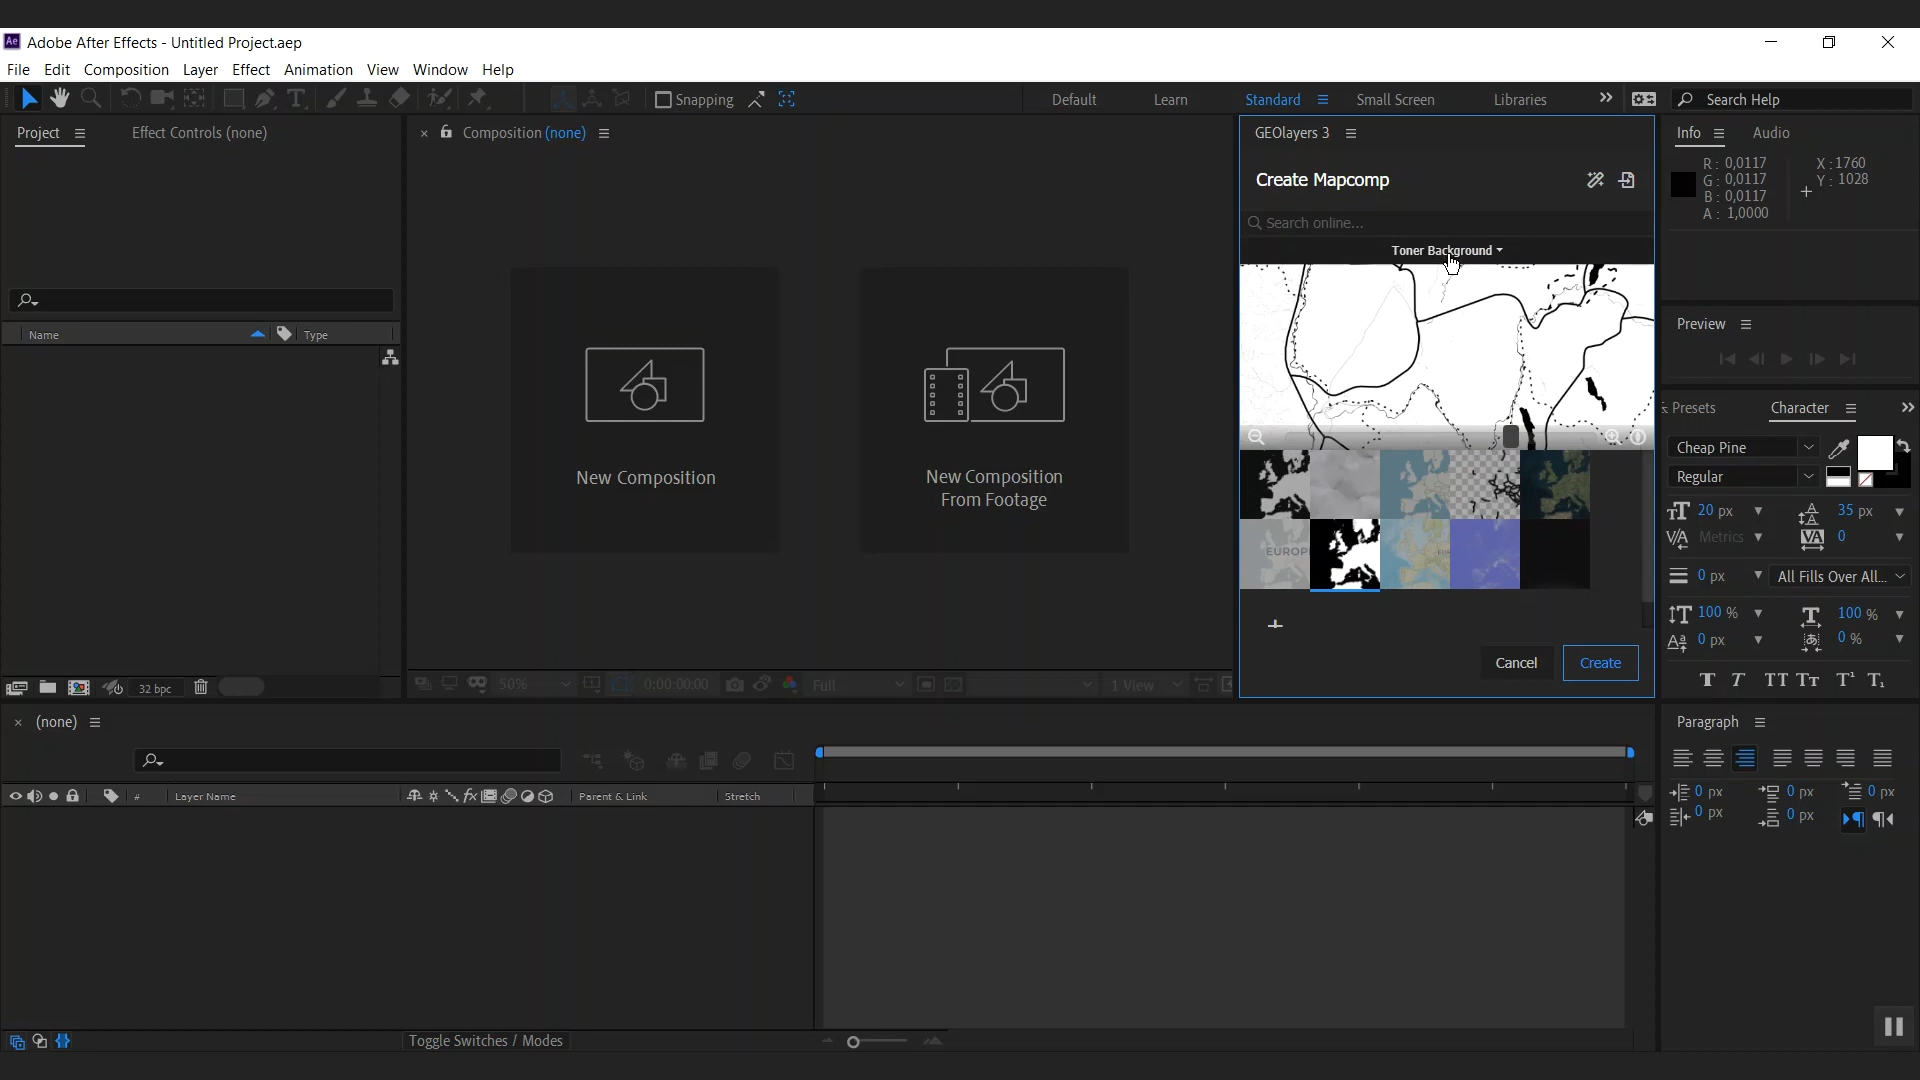 Ae Adobe After Effects - Untitled Project.aep
File Edit Composition Layer Effect Animation View Window Help
Snapping Default Learn Standard Small Screen Libraries Search Help
Project Effect Controls (none)
Composition (none)
GEOlayers 3
Info Audio
Create Mapcomp
R: 0,0117 X:1760
G: 0,0117 Y: 1028
B: 0,0117
A: 1,0000
Search online...
Toner Background
Name Type
Preview
New Composition
New Composition
From Footage
EUROP
Presets Character
Cheap Pine
Regular
20 px 35 px
Metrics 0
0 px All Fills Over All...
100 % 100 %
0 px 0 %
Cancel Create
32 bpc
50% 0:00:00:00 Full 1 View
(none)
Paragraph
# Layer Name Parent & Link Stretch
0 px 0 px 0 px
0 px 0 px
Toggle Switches / Modes